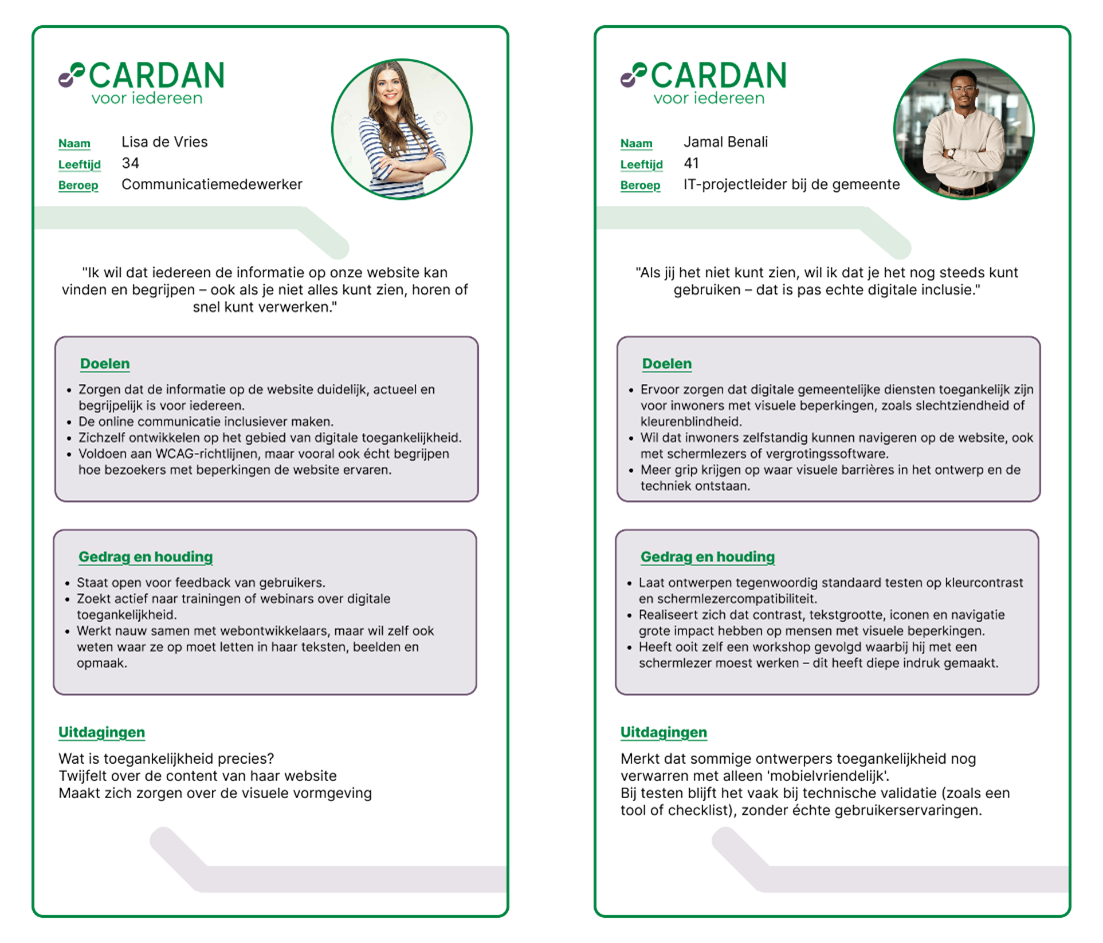 CARDAN
voor iedereen
Naam Lisa de Vries
Leeftijd 34
Beroep Communicatiemedewerker
"Ik wil dat iedereen de informatie op onze website kan
vinden en begrijpen – ook als je niet alles kunt zien, horen of
snel kunt verwerken."
Doelen
• Zorgen dat de informatie op de website duidelijk, actueel en
begrijpelijk is voor iedereen.
• De online communicatie inclusiever maken.
• Zichzelf ontwikkelen op het gebied van digitale toegankelijkheid.
• Voldoen aan WCAG-richtlijnen, maar vooral ook écht begrijpen
hoe bezoekers met beperkingen de website ervaren.
Gedrag en houding
• Staat open voor feedback van gebruikers.
• Zoekt actief naar trainingen of webinars over digitale
toegankelijkheid.
• Werkt nauw samen met webontwikkelaars, maar wil zelf ook
weten waar ze op moet letten in haar teksten, beelden en
opmaak.
Uitdagingen
Wat is toegankelijkheid precies?
Twijfelt over de content van haar website
Maakt zich zorgen over de visuele vormgeving
CARDAN
voor iedereen
Naam Jamal Benali
Leeftijd 41
Beroep IT-projectleider bij de gemeente
"Als jij het niet kunt zien, wil ik dat je het nog steeds kunt
gebruiken – dat is pas echte digitale inclusie."
Doelen
• Ervoor zorgen dat digitale gemeentelijke diensten toegankelijk zijn
voor inwoners met visuele beperkingen, zoals slechtziendheid of
kleurenblindheid.
• Wil dat inwoners zelfstandig kunnen navigeren op de website, ook
met schermlezers of vergrotingssoftware.
• Meer grip krijgen op waar visuele barrières in het ontwerp en de
techniek ontstaan.
Gedrag en houding
• Laat ontwerpen tegenwoordig standaard testen op kleurcontrast
en schermlezercompatibiliteit.
• Realiseert zich dat contrast, tekstgrootte, iconen en navigatie
grote impact hebben op mensen met visuele beperkingen.
• Heeft ooit zelf een workshop gevolgd waarbij hij met een
schermlezer moest werken – dit heeft diepe indruk gemaakt.
Uitdagingen
Merkt dat sommige ontwerpers toegankelijkheid nog
verwarren met alleen 'mobielvriendelijk'.
Bij testen blijft het vaak bij technische validatie (zoals een
tool of checklist), zonder échte gebruikerservaringen.